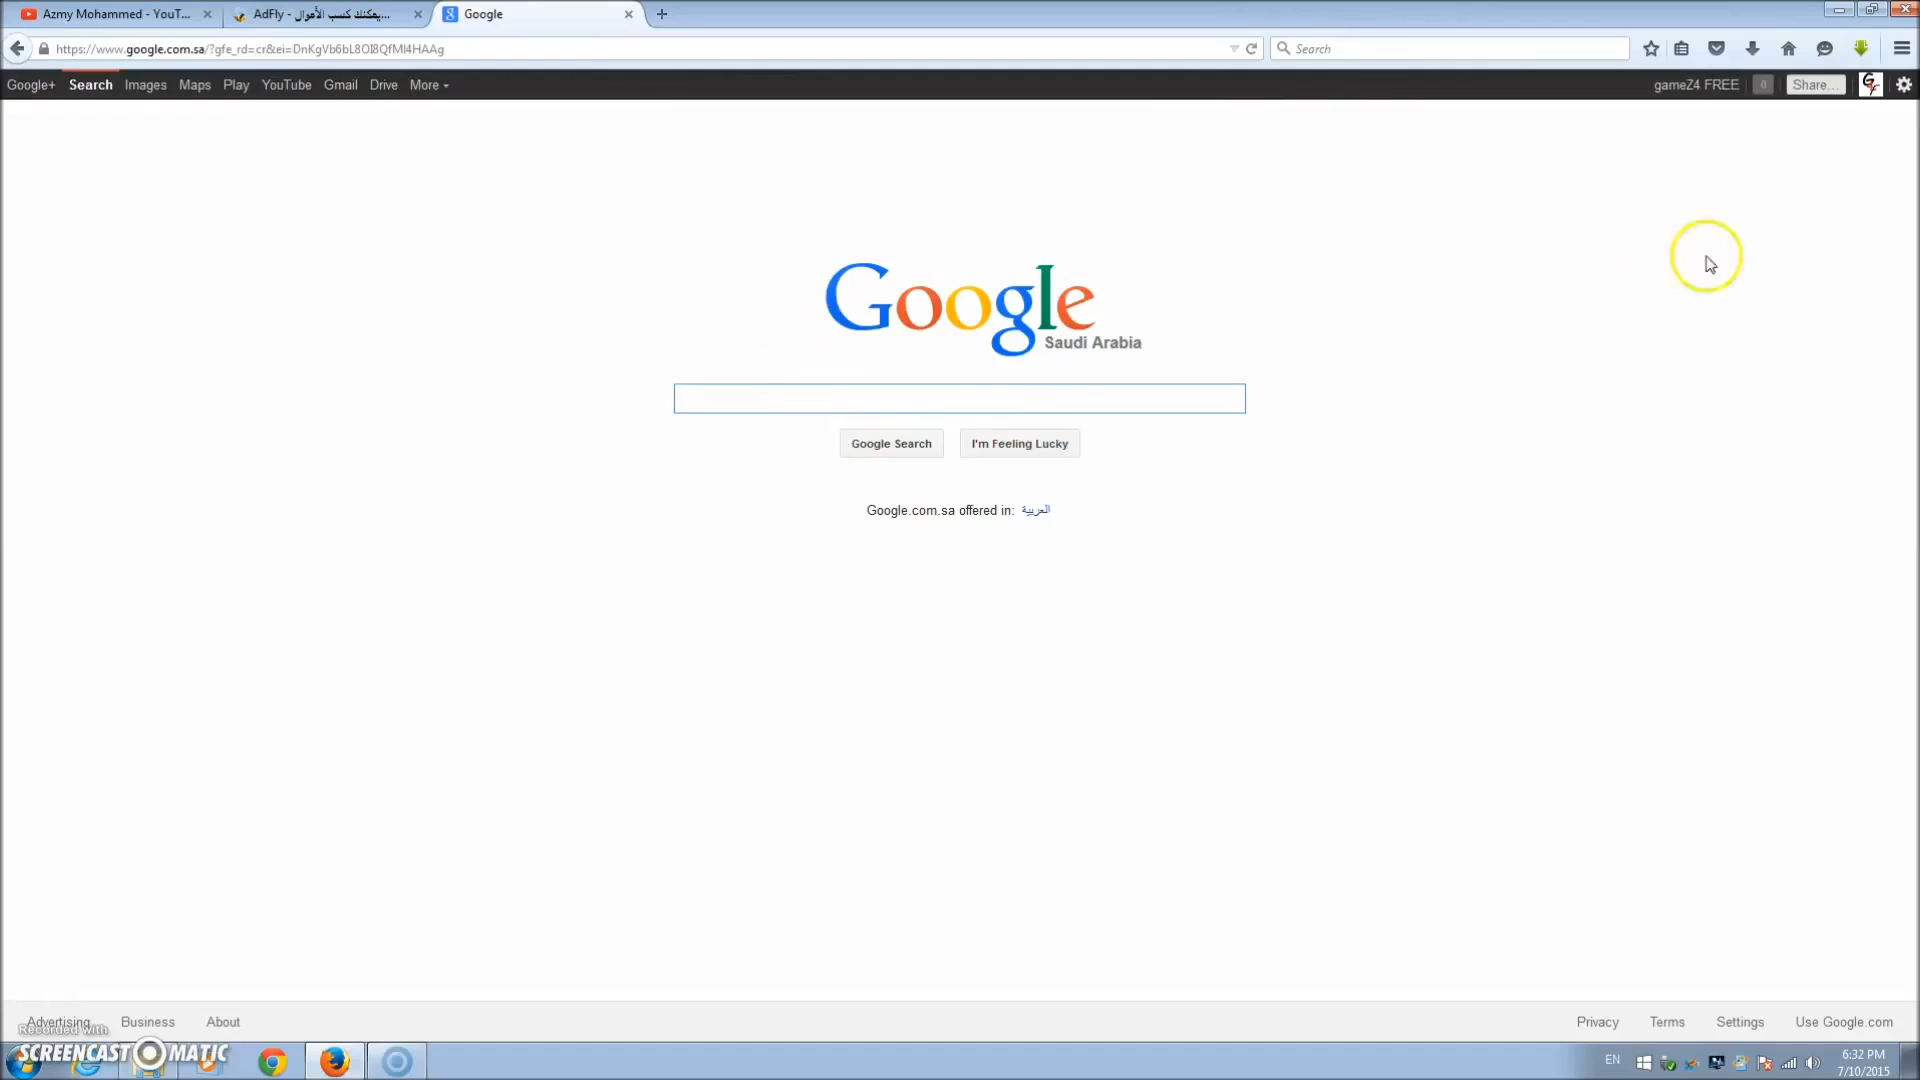 Azmy Mohammed - YouT...
AdFly - يمكنك كسب الأموال...
Google
https://www.google.com.sa/?gfe_rd=cr&ei=DnKgVb6bL8OI8QfMl4HAAg
Search
Google+ Search Images Maps Play YouTube Gmail Drive More
gameZ4 FREE 0 Share...
Google
Saudi Arabia
Google Search I'm Feeling Lucky
Google.com.sa offered in: العربية
Advertising Business About
Privacy Terms Settings Use Google.com
Recorded with
SCREENCAST-O-MATIC
EN
6:32 PM
7/10/2015